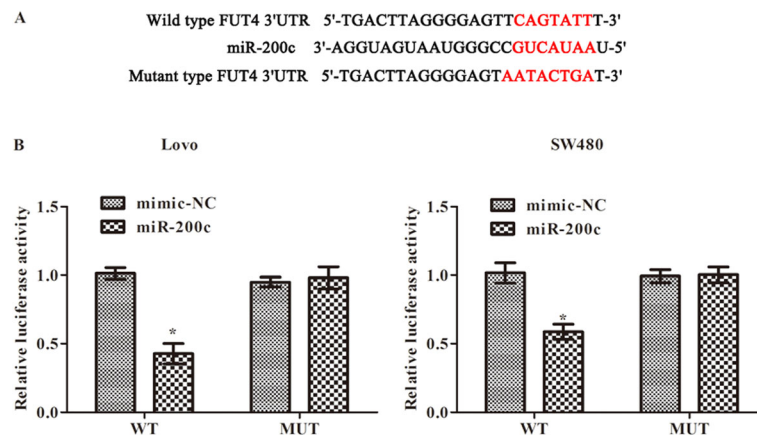 A
Wild type FUT4 3'UTR 5'-TGACTTAGGGGAGTTCAGTATTT-3'
miR-200c 3'-AGGUAGUAAUGGGCCGUCAUAAU-5'
Mutant type FUT4 3'UTR 5'-TGACTTAGGGGAGTAATACTGAT-3'
B
Lovo
Relative luciferase activity
1.5
1.0
0.5
0.0
mimic-NC
miR-200c
*
WT
MUT
SW480
Relative luciferase activity
1.5
1.0
0.5
0.0
mimic-NC
miR-200c
*
WT
MUT